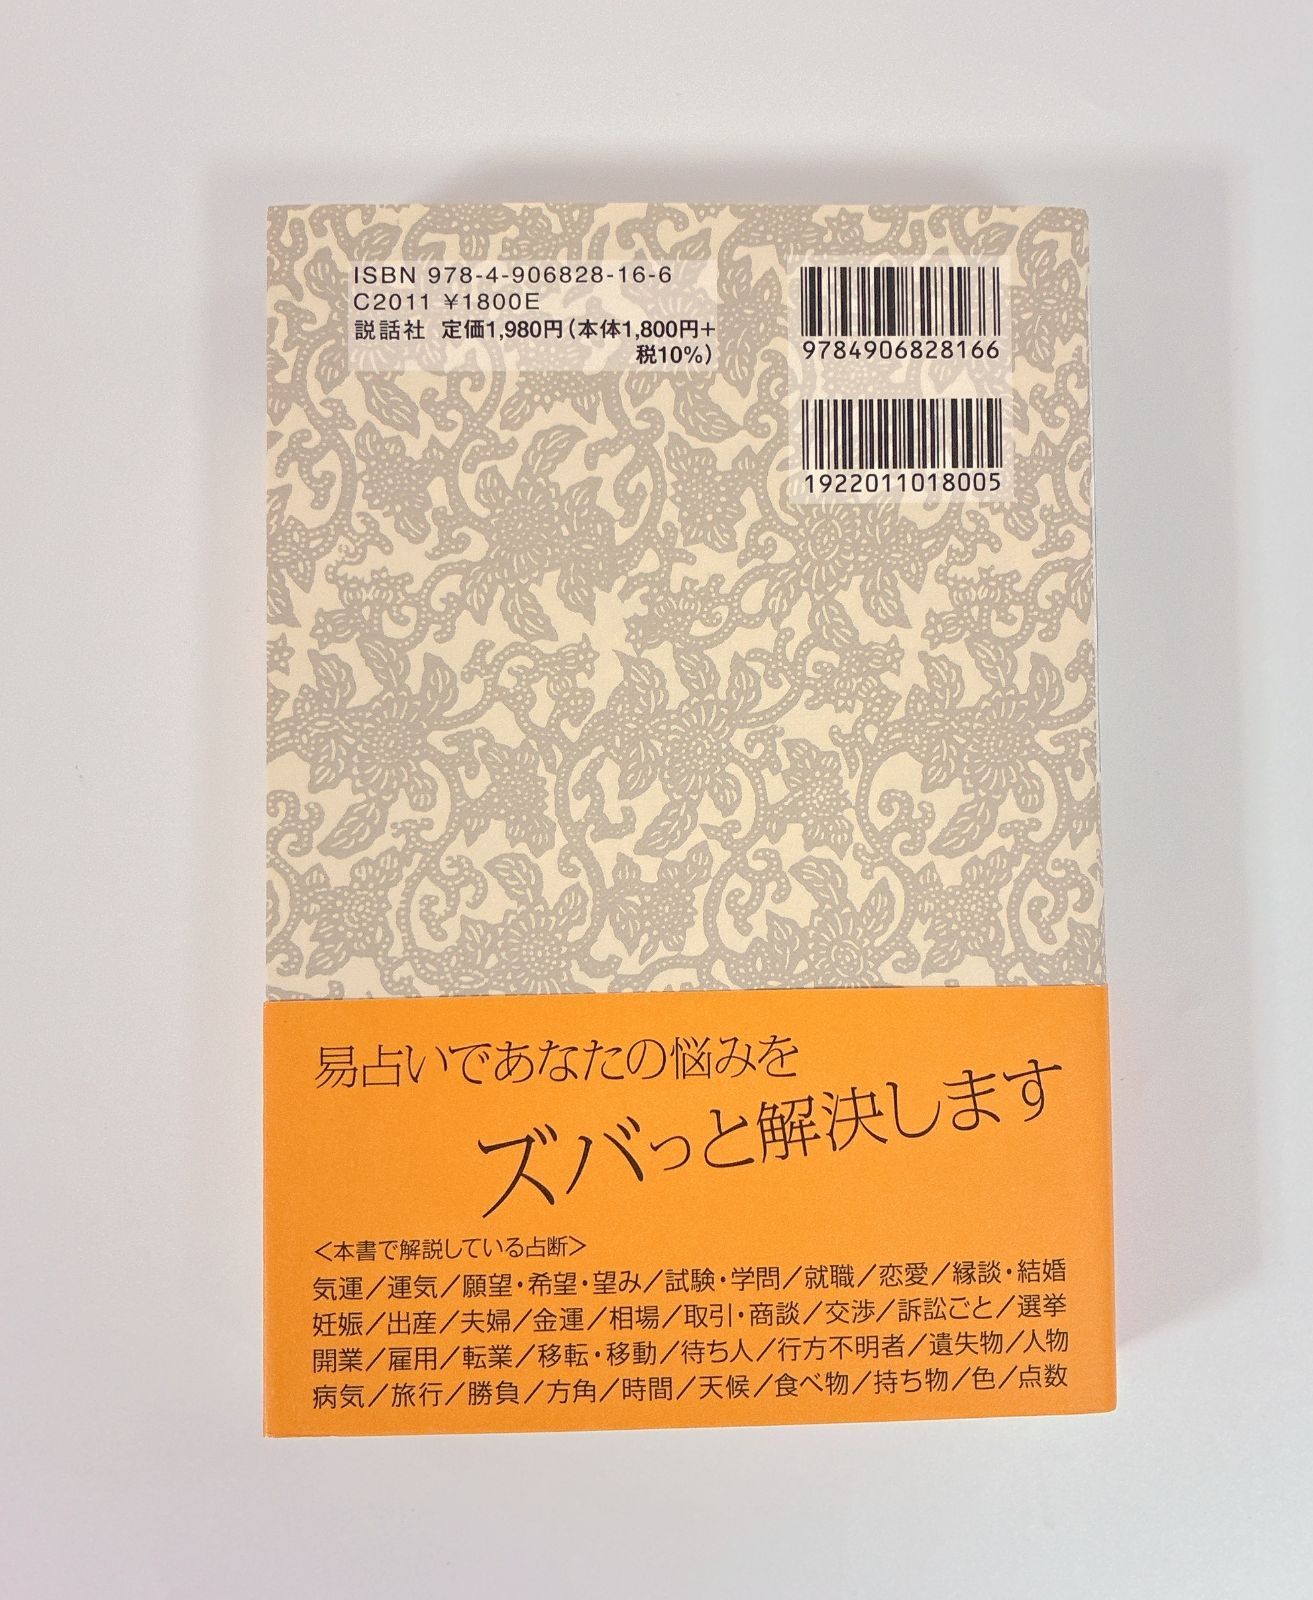 ISBN 978-4-906828-16-6
C2011 ¥1800E
説話社 定価1,980円(本体1,800円+
税10%)
9784906828166
1922011018005
易占いであなたの悩みを
ズバっと解決します
<本書で解説している占断>
気運/運気/願望・希望・望み/試験・学問/就職/恋愛/縁談・結婚
妊娠/出産/夫婦/金運/相場/取引・商談/交渉/訴訟ごと/選挙
開業/雇用/転業/移転・移動/待ち人/行方不明者/遺失物/人物
病気/旅行/勝負/方角/時間/天候/食べ物/持ち物/色/点数